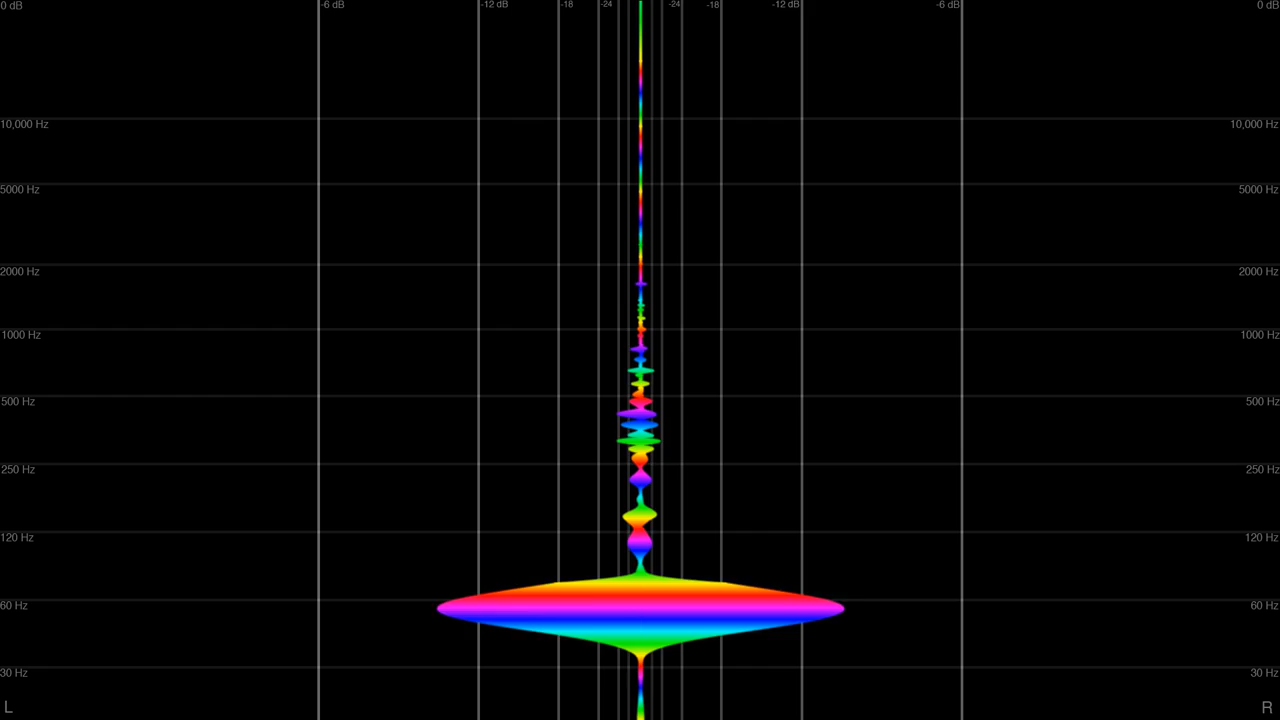 0 dB -6 dB -12 dB -18 -24 -24 -18 -12 dB -6 dB 0 dB
10,000 Hz 10,000 Hz
5000 Hz 5000 Hz
2000 Hz 2000 Hz
1000 Hz 1000 Hz
500 Hz 500 Hz
250 Hz 250 Hz
120 Hz 120 Hz
60 Hz 60 Hz
30 Hz 30 Hz
L R